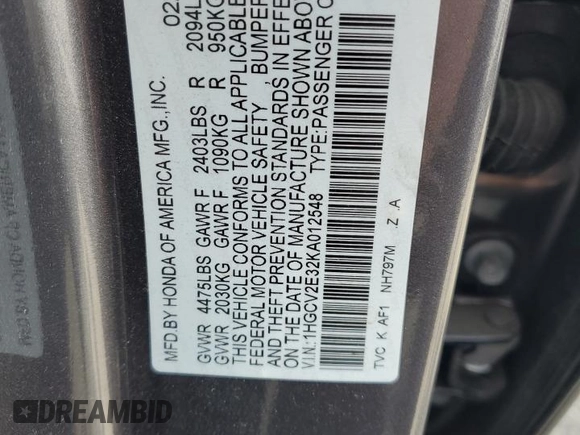 MFD.BY HONDA OF AMERICA MFG.,INC. 02
GVWR 4475LBS GAWR F 2403LBS R 2094L
GVWR 2030KG GAWR F 1090KG R 950KG
THIS VEHICLE CONFORMS TO ALL APPLICABLE
FEDERAL MOTOR VEHICLE SAFETY , BUMPER
AND THEFT PREVENTION STANDARDS IN EFFE
ON THE DATE OF MANUFACTURE SHOWN ABO
V.I.N.:1HGCV2E32KA012548 TYPE:PASSENGER C
TVC K AF1 NH797M Z .A
DREAMBID